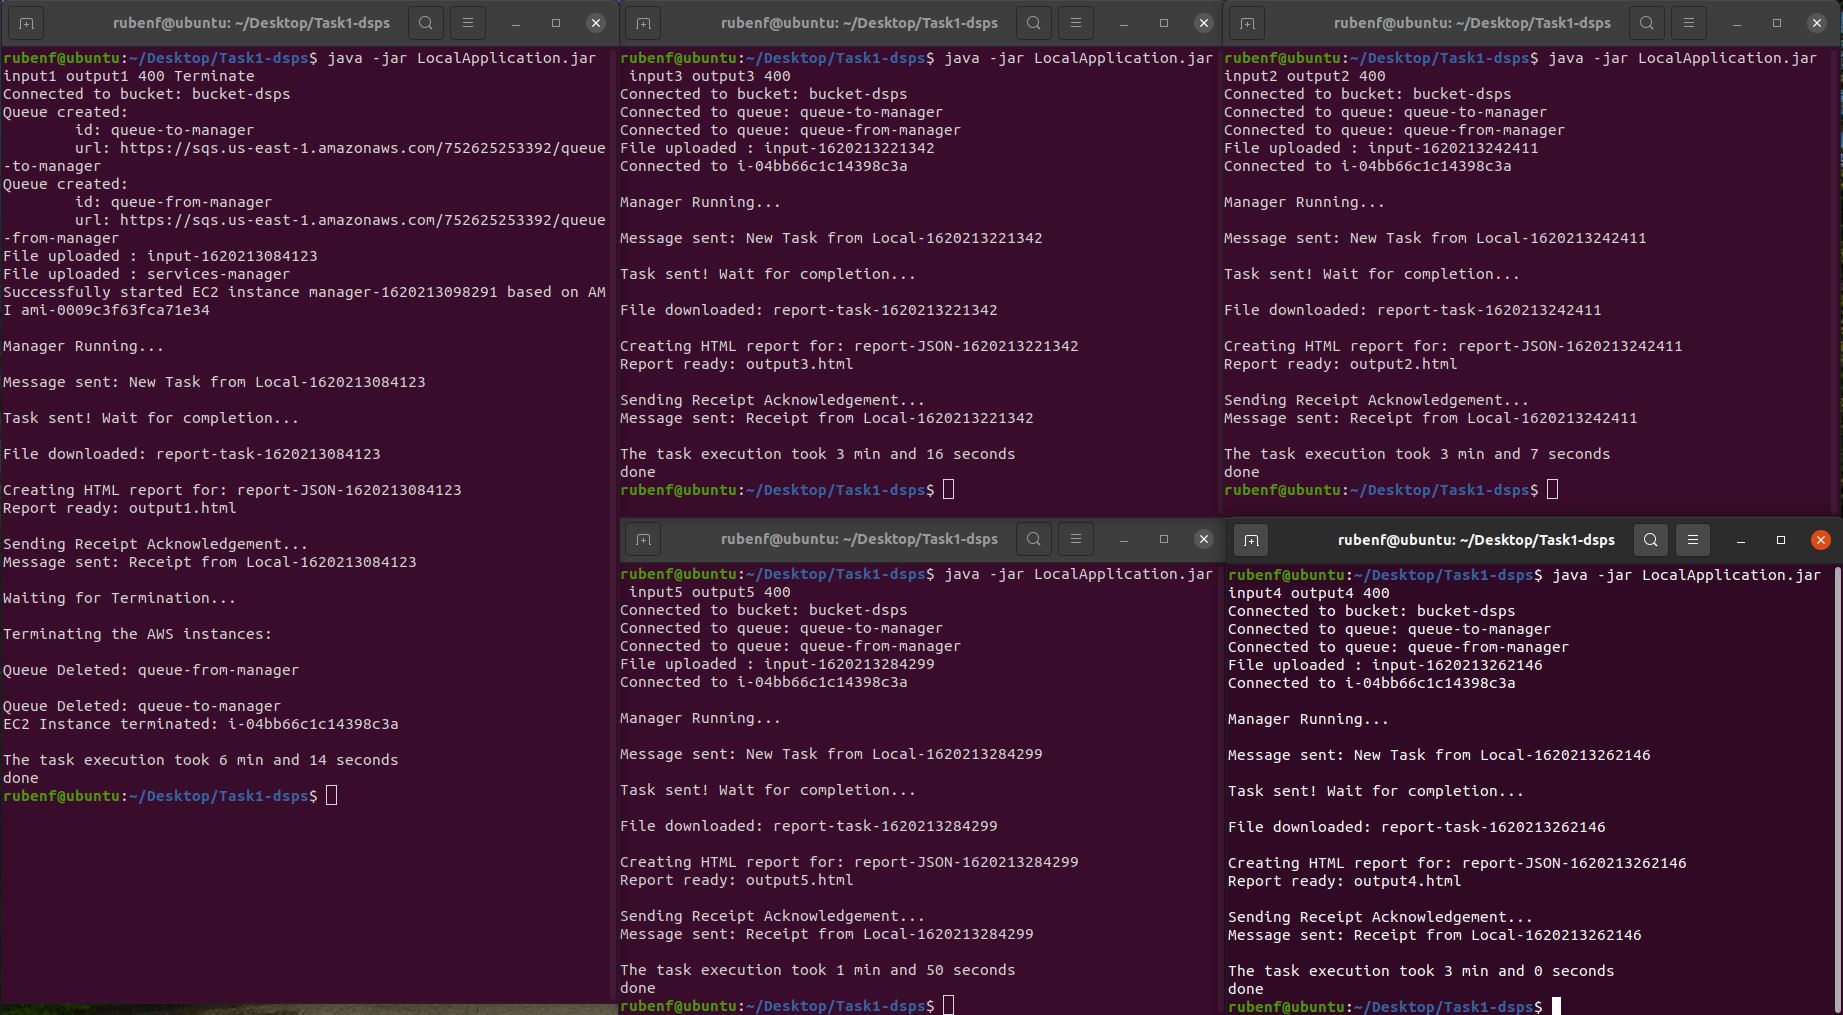 rubenf@ubuntu: ~/Desktop/Task1-dsps
rubenf@ubuntu:~/Desktop/Task1-dsps$ java -jar LocalApplication.jar
input1 output1 400 Terminate
Connected to bucket: bucket-dsps
Queue created:
        id: queue-to-manager
        url: https://sqs.us-east-1.amazonaws.com/752625253392/queue
-to-manager
Queue created:
        id: queue-from-manager
        url: https://sqs.us-east-1.amazonaws.com/752625253392/queue
-from-manager
File uploaded : input-1620213084123
File uploaded : services-manager
Successfully started EC2 instance manager-1620213098291 based on AM
I ami-0009c3f63fca71e34
Manager Running...
Message sent: New Task from Local-1620213084123
Task sent! Wait for completion...
File downloaded: report-task-1620213084123
Creating HTML report for: report-JSON-1620213084123
Report ready: output1.html
Sending Receipt Acknowledgement...
Message sent: Receipt from Local-1620213084123
Waiting for Termination...
Terminating the AWS instances:
Queue Deleted: queue-from-manager
Queue Deleted: queue-to-manager
EC2 Instance terminated: i-04bb66c1c14398c3a
The task execution took 6 min and 14 seconds
done
rubenf@ubuntu:~/Desktop/Task1-dsps$
rubenf@ubuntu: ~/Desktop/Task1-dsps
rubenf@ubuntu:~/Desktop/Task1-dsps$ java -jar LocalApplication.jar
 input3 output3 400
Connected to bucket: bucket-dsps
Connected to queue: queue-to-manager
Connected to queue: queue-from-manager
File uploaded : input-1620213221342
Connected to i-04bb66c1c14398c3a
Manager Running...
Message sent: New Task from Local-1620213221342
Task sent! Wait for completion...
File downloaded: report-task-1620213221342
Creating HTML report for: report-JSON-1620213221342
Report ready: output3.html
Sending Receipt Acknowledgement...
Message sent: Receipt from Local-1620213221342
The task execution took 3 min and 16 seconds
done
rubenf@ubuntu:~/Desktop/Task1-dsps$
rubenf@ubuntu: ~/Desktop/Task1-dsps
rubenf@ubuntu:~/Desktop/Task1-dsps$ java -jar LocalApplication.jar
input2 output2 400
Connected to bucket: bucket-dsps
Connected to queue: queue-to-manager
Connected to queue: queue-from-manager
File uploaded : input-1620213242411
Connected to i-04bb66c1c14398c3a
Manager Running...
Message sent: New Task from Local-1620213242411
Task sent! Wait for completion...
File downloaded: report-task-1620213242411
Creating HTML report for: report-JSON-1620213242411
Report ready: output2.html
Sending Receipt Acknowledgement...
Message sent: Receipt from Local-1620213242411
The task execution took 3 min and 7 seconds
done
rubenf@ubuntu:~/Desktop/Task1-dsps$
rubenf@ubuntu: ~/Desktop/Task1-dsps
rubenf@ubuntu:~/Desktop/Task1-dsps$ java -jar LocalApplication.jar
 input5 output5 400
Connected to bucket: bucket-dsps
Connected to queue: queue-to-manager
Connected to queue: queue-from-manager
File uploaded : input-1620213284299
Connected to i-04bb66c1c14398c3a
Manager Running...
Message sent: New Task from Local-1620213284299
Task sent! Wait for completion...
File downloaded: report-task-1620213284299
Creating HTML report for: report-JSON-1620213284299
Report ready: output5.html
Sending Receipt Acknowledgement...
Message sent: Receipt from Local-1620213284299
The task execution took 1 min and 50 seconds
done
rubenf@ubuntu:~/Desktop/Task1-dsps$
rubenf@ubuntu: ~/Desktop/Task1-dsps
rubenf@ubuntu:~/Desktop/Task1-dsps$ java -jar LocalApplication.jar
input4 output4 400
Connected to bucket: bucket-dsps
Connected to queue: queue-to-manager
Connected to queue: queue-from-manager
File uploaded : input-1620213262146
Connected to i-04bb66c1c14398c3a
Manager Running...
Message sent: New Task from Local-1620213262146
Task sent! Wait for completion...
File downloaded: report-task-1620213262146
Creating HTML report for: report-JSON-1620213262146
Report ready: output4.html
Sending Receipt Acknowledgement...
Message sent: Receipt from Local-1620213262146
The task execution took 3 min and 0 seconds
done
rubenf@ubuntu:~/Desktop/Task1-dsps$